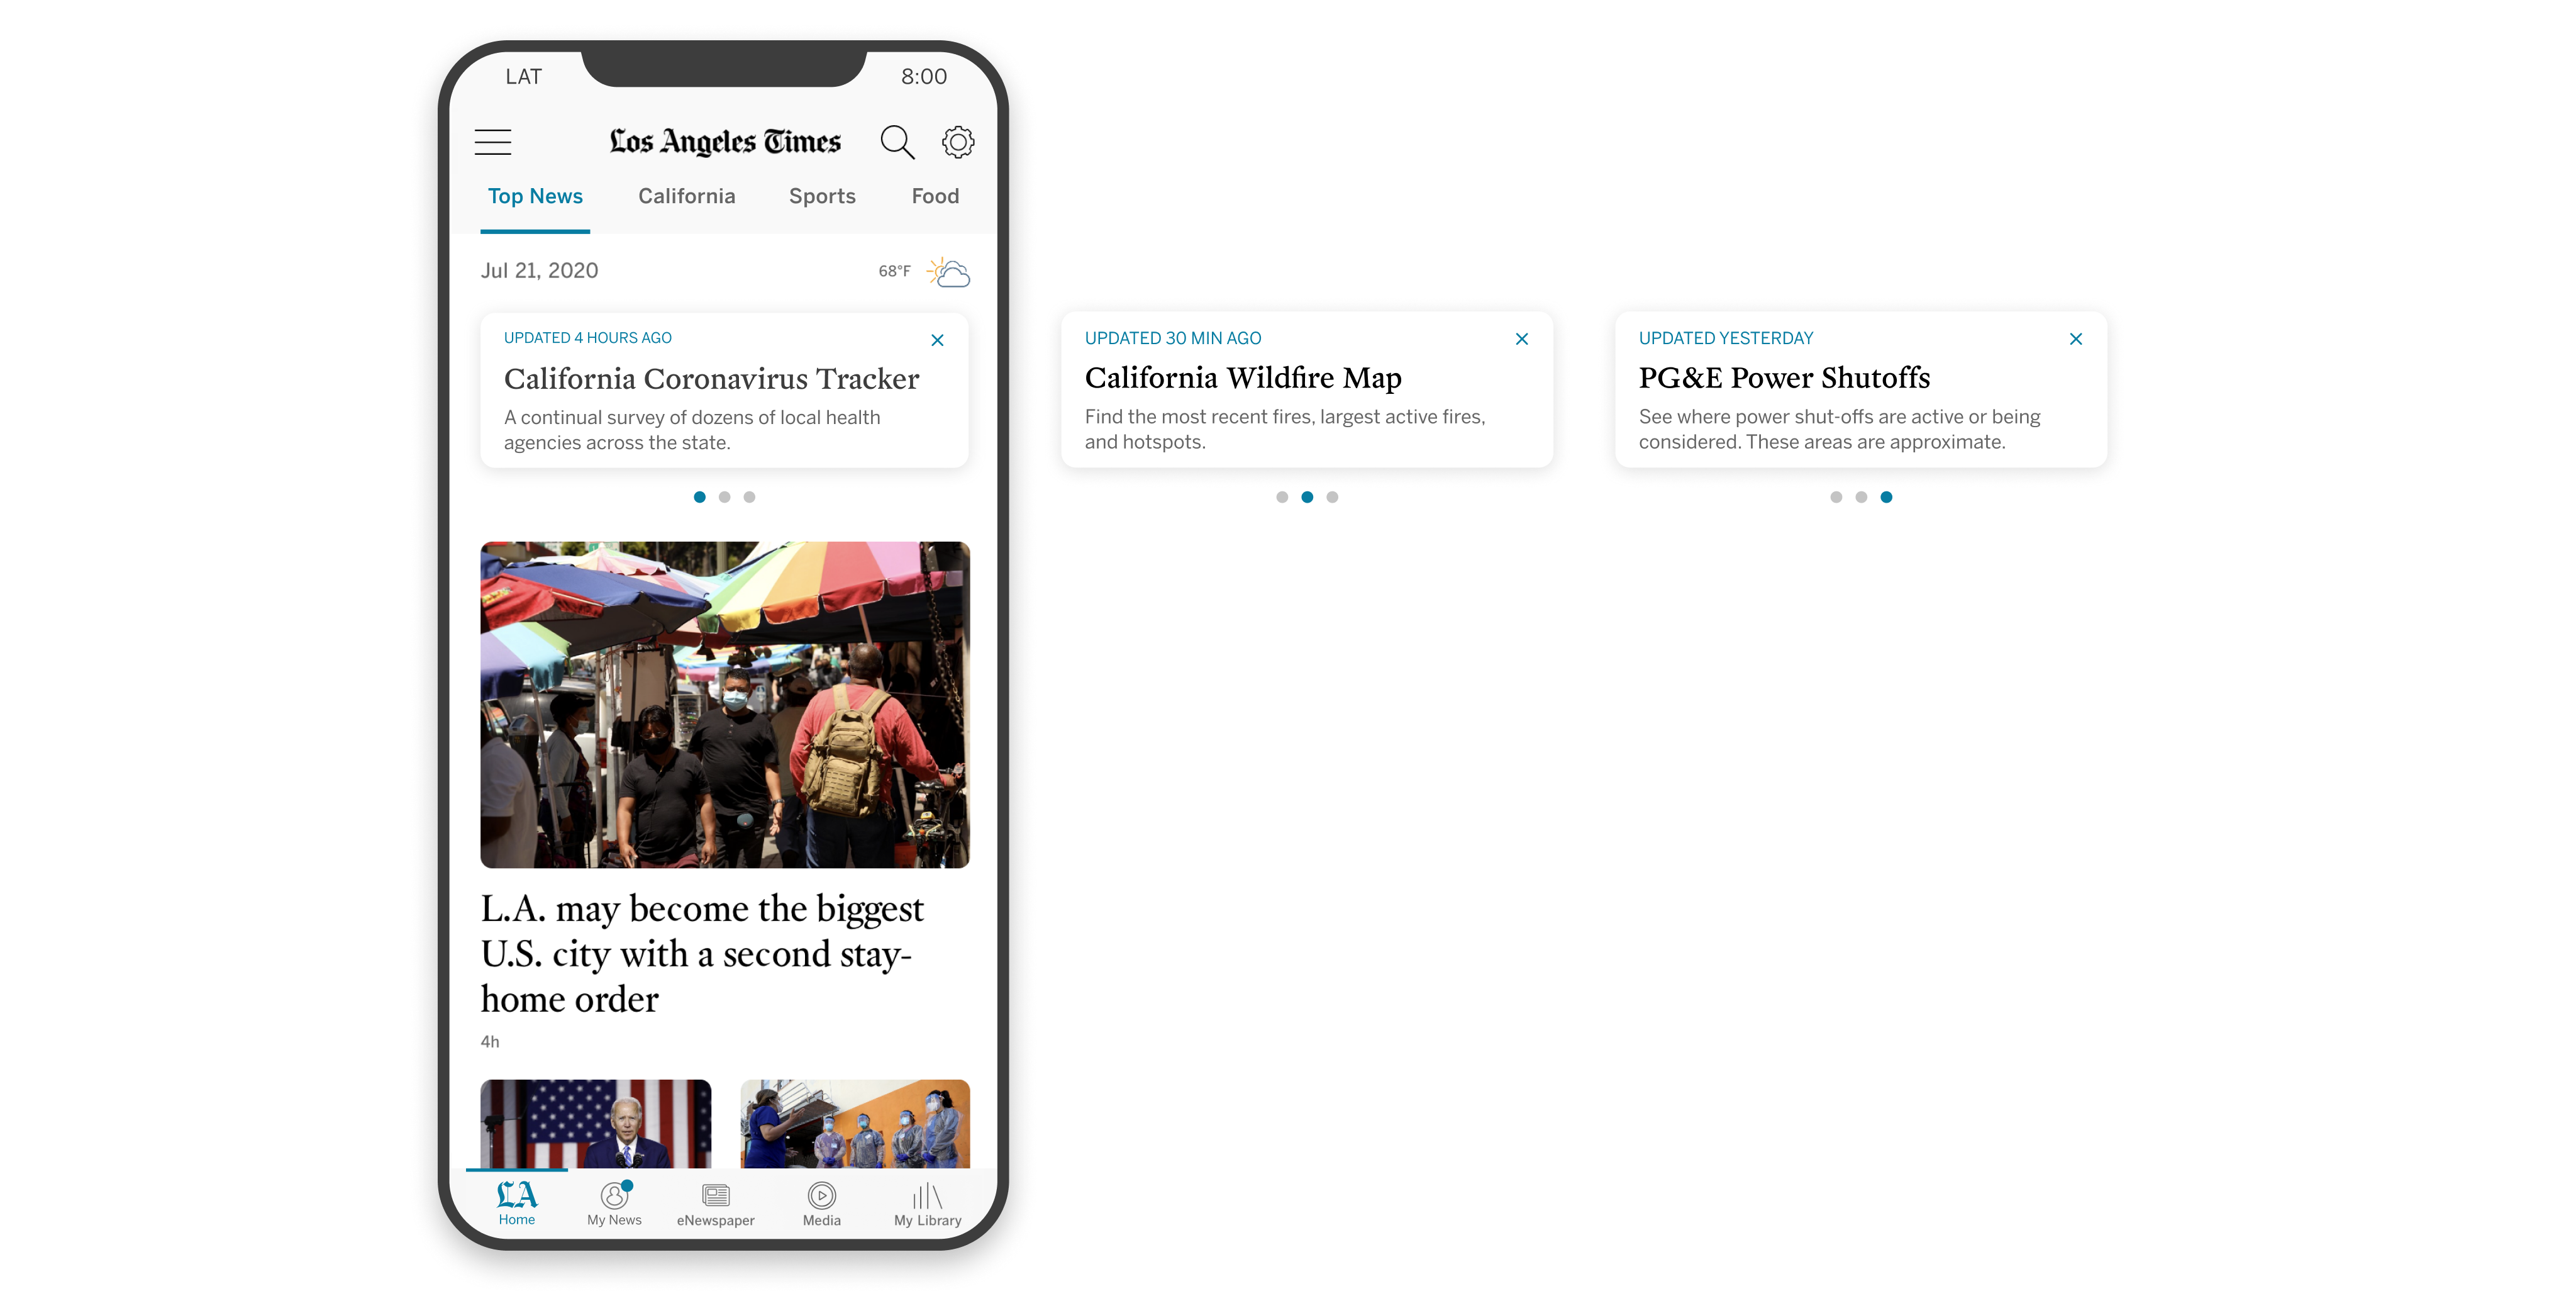 LAT 8:00
Los Angeles Times
Top News California Sports Food
Jul 21, 2020 68°F
UPDATED 4 HOURS AGO
California Coronavirus Tracker
A continual survey of dozens of local health
agencies across the state.
UPDATED 30 MIN AGO
California Wildfire Map
Find the most recent fires, largest active fires,
and hotspots.
UPDATED YESTERDAY
PG&E Power Shutoffs
See where power shut-offs are active or being
considered. These areas are approximate.
L.A. may become the biggest
U.S. city with a second stay-
home order
4h
LA
Home My News eNewspaper Media My Library